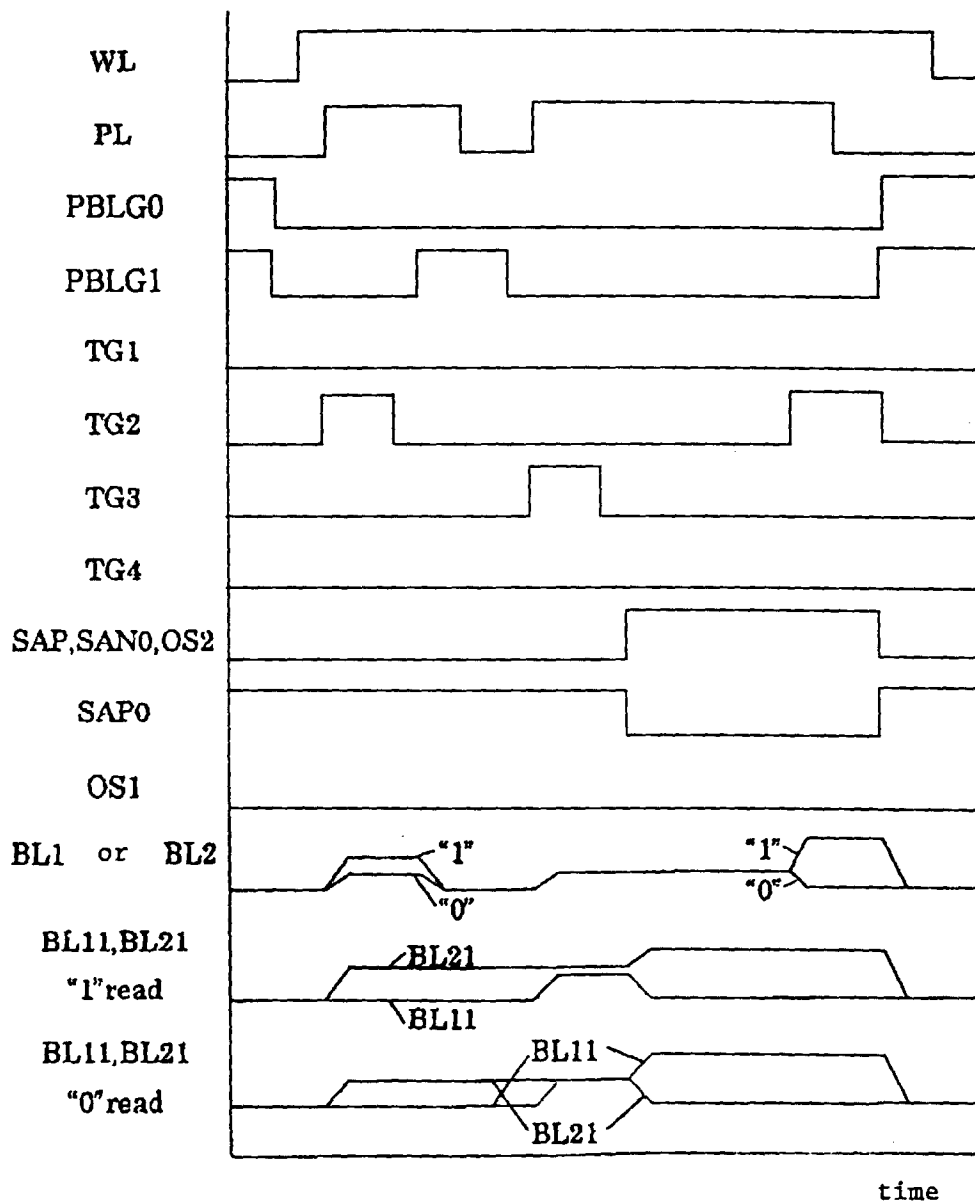 WL
PL
PBLG0
PBLG1
TG1
TG2
TG3
TG4
SAP,SAN0,OS2
SAP0
OS1
BL1 or BL2
"1"
"0"
"1"
"0"
BL11,BL21
"1"read
BL21
BL11
BL11,BL21
"0"read
BL11
BL21
time